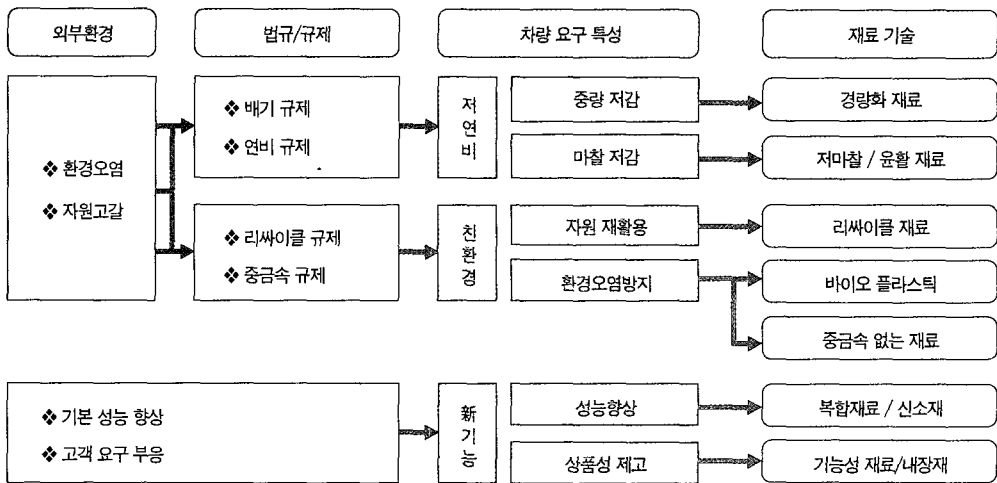 외부환경
법규/규제
차량 요구 특성
재료 기술
❖ 환경오염
❖ 자원고갈
❖ 배기 규제
❖ 연비 규제
저연비
중량 저감
경량화 재료
마찰 저감
저마찰 / 윤활 재료
❖ 리싸이클 규제
❖ 중금속 규제
친환경
자원 재활용
리싸이클 재료
환경오염방지
바이오 플라스틱
중금속 없는 재료
❖ 기본 성능 향상
❖ 고객 요구 부응
新기능
성능향상
복합재료 / 신소재
상품성 제고
기능성 재료/내장재